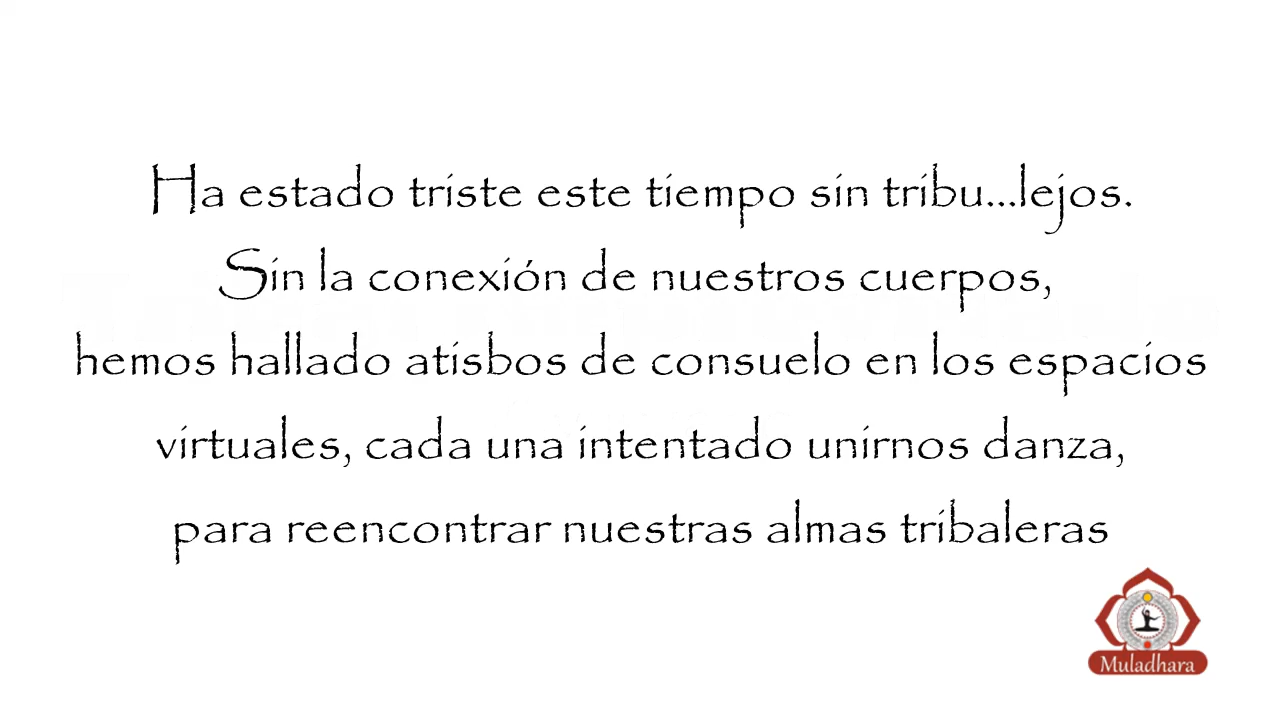 Ha estado triste este tiempo sin tribu...lejos.
Sin la conexión de nuestros cuerpos,
hemos hallado atisbos de consuelo en los espacios
virtuales, cada una intentado unirnos danza,
para reencontrar nuestras almas tribaleras
Muladhara